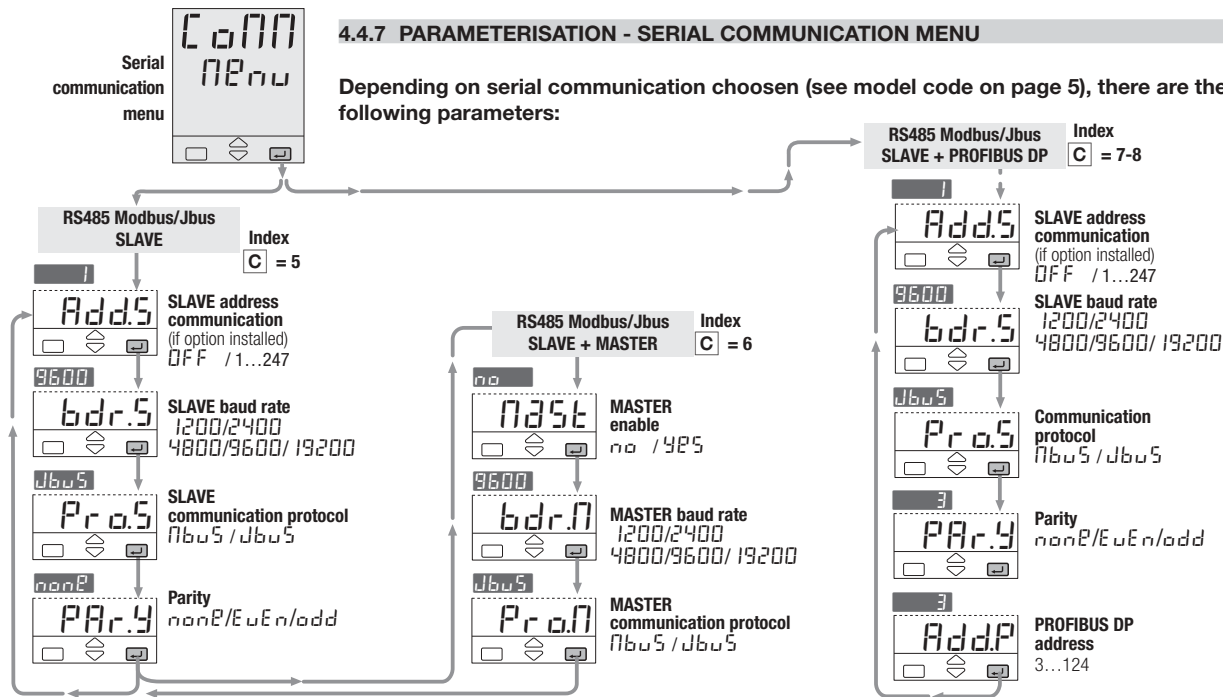 CoMM
MEnu
Serial
communication
menu
4.4.7 PARAMETERISATION - SERIAL COMMUNICATION MENU
Depending on serial communication choosen (see model code on page 5), there are the
following parameters:
RS485 Modbus/Jbus
SLAVE
Index
C = 5
1
Add.S
SLAVE address
communication
(if option installed)
OFF / 1…247
9600
bdr.S
SLAVE baud rate
1200/2400
4800/9600/19200
JbuS
Pro.S
SLAVE
communication protocol
MbuS/JbuS
nonE
PAr.Y
Parity
nonE/EuEn/odd
RS485 Modbus/Jbus
SLAVE + MASTER
Index
C = 6
no
MASt
MASTER
enable
no /YES
9600
bdr.M
MASTER baud rate
1200/2400
4800/9600/19200
JbuS
Pro.M
MASTER
communication protocol
MbuS/JbuS
RS485 Modbus/Jbus
SLAVE + PROFIBUS DP
Index
C = 7-8
1
Add.S
SLAVE address
communication
(if option installed)
OFF / 1…247
9600
bdr.S
SLAVE baud rate
1200/2400
4800/9600/19200
JbuS
Pro.S
Communication
protocol
MbuS/JbuS
3
PAr.Y
Parity
nonE/EuEn/odd
3
Add.P
PROFIBUS DP
address
3…124